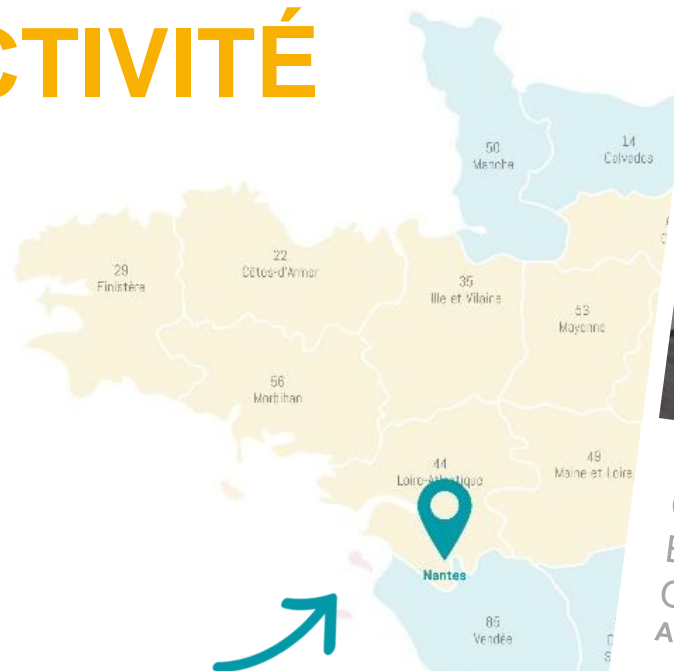 CTIVITÉ
50
Manche
14
Calvados
29
Finistère
22
Côtes-d'Armor
35
Ille et Vilaine
53
Mayenne
56
Morbihan
44
Loire-Atlantique
49
Maine et Loire
Nantes
85
Vendée